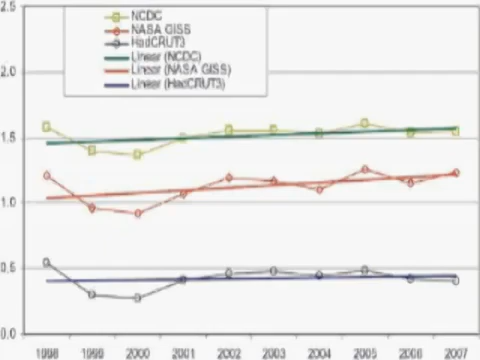 2.5
NCDC
NASA GISS
HadCRUT3
Linear (NCDC)
Linear (NASA GISS)
Linear (HadCRUT3)
2.0
1.5
1.0
0.5
0.0
1998 1999 2000 2001 2002 2003 2004 2005 2006 2007